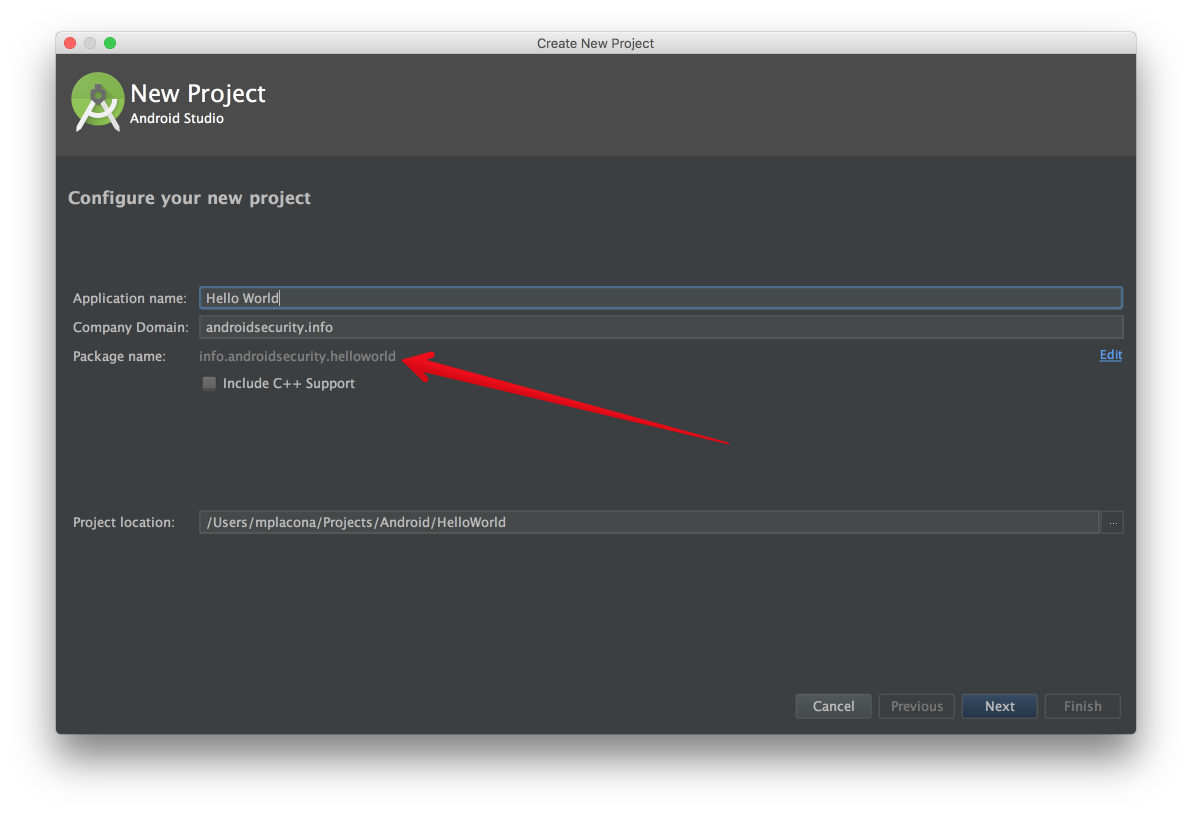 Create New Project
New Project
Android Studio
Configure your new project
Application name: Hello World
Company Domain: androidsecurity.info
Package name: info.androidsecurity.helloworld Edit
Include C++ Support
Project location: /Users/mplacona/Projects/Android/HelloWorld ...
Cancel Previous Next Finish